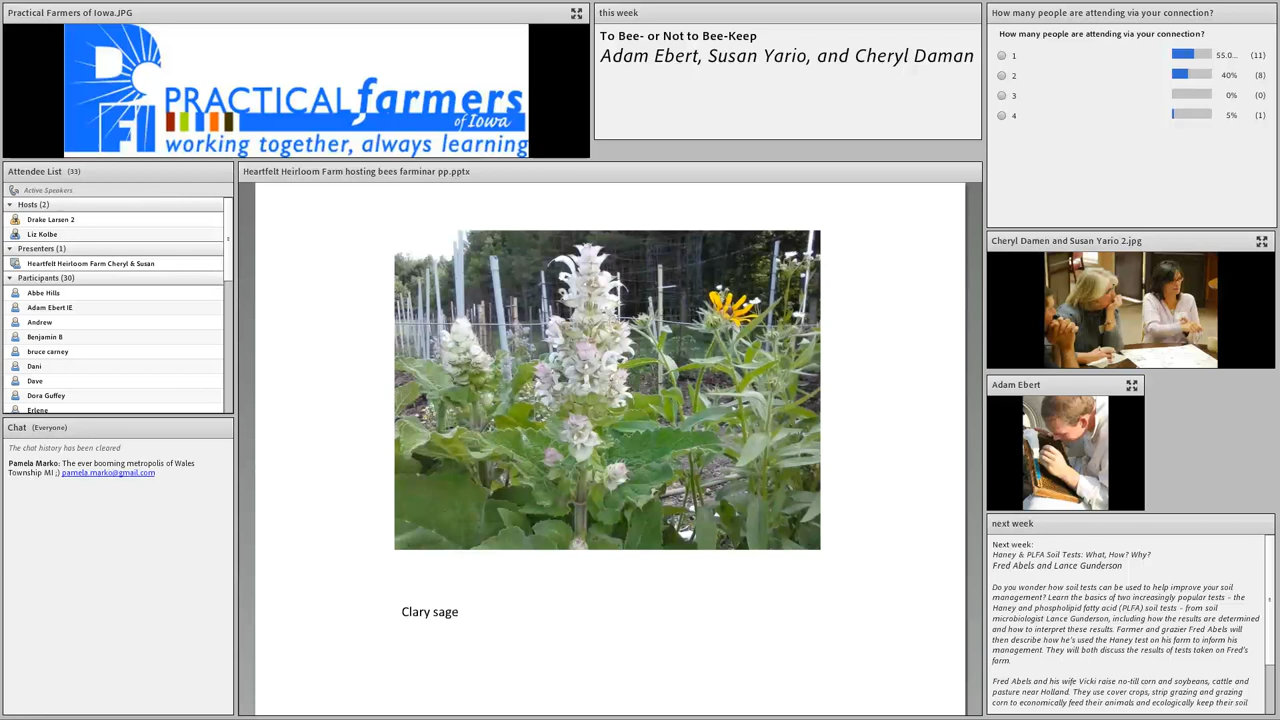 Practical Farmers of Iowa.JPG
PRACTICAL farmers
of Iowa
working together, always learning
this week
To Bee- or Not to Bee-Keep
Adam Ebert, Susan Yario, and Cheryl Daman
How many people are attending via your connection?
How many people are attending via your connection?
1 55.0... (11)
2 40% (8)
3 0% (0)
4 5% (1)
Attendee List (33)
Active Speakers
Hosts (2)
Drake Larsen 2
Liz Kolbe
Presenters (1)
Heartfelt Heirloom Farm Cheryl & Susan
Participants (30)
Abbe Hills
Adam Ebert IE
Andrew
Benjamin B
bruce carney
Dani
Dave
Dora Guffey
Erlene
Chat (Everyone)
The chat history has been cleared
Pamela Marko: The ever booming metropolis of Wales
Township MI ;) pamela.marko@gmail.com
Heartfelt Heirloom Farm hosting bees farminar pp.pptx
Clary sage
Cheryl Damen and Susan Yario 2.jpg
Adam Ebert
next week
Next week:
Haney & PLFA Soil Tests: What, How? Why?
Fred Abels and Lance Gunderson
Do you wonder how soil tests can be used to help improve your soil
management? Learn the basics of two increasingly popular tests - the
Haney and phospholipid fatty acid (PLFA) soil tests - from soil
microbiologist Lance Gunderson, including how the results are determined
and how to interpret these results. Farmer and grazier Fred Abels will
then describe how he's used the Haney test on his farm to inform his
management. They will both discuss the results of tests taken on Fred's
farm.
Fred Abels and his wife Vicki raise no-till corn and soybeans, cattle and
pasture near Holland. They use cover crops, strip grazing and grazing
corn to economically feed their animals and ecologically keep their soil